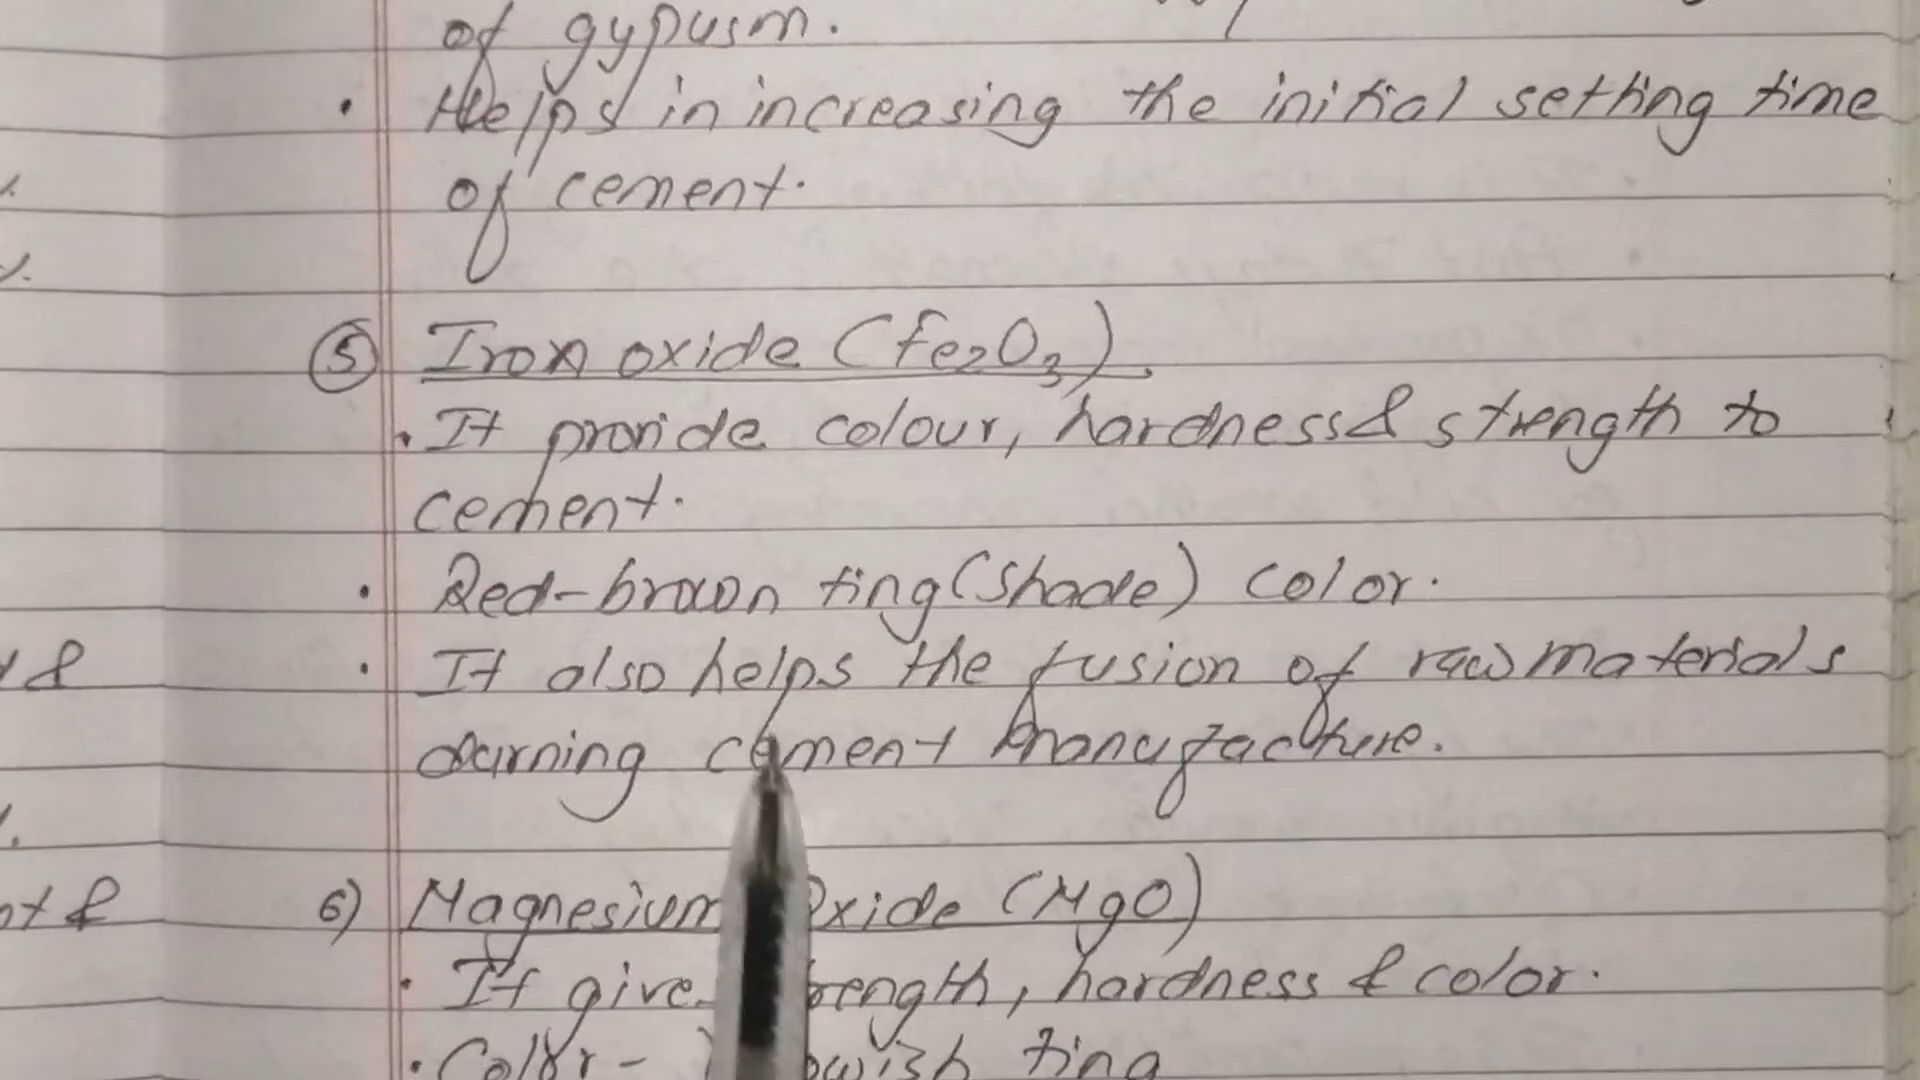 of gypusm.
• Helps in increasing the initial setting time
of cement.
⑤ Iron oxide (Fe2O3).
• It provide colour, hardness & strength to
cement.
• Red-brown ting (shade) color.
• It also helps the fusion of raw materials
durning cement manufacture.
6) Magnesium Oxide (MgO)
• It give hardness & color.
• Color - ting
&
&